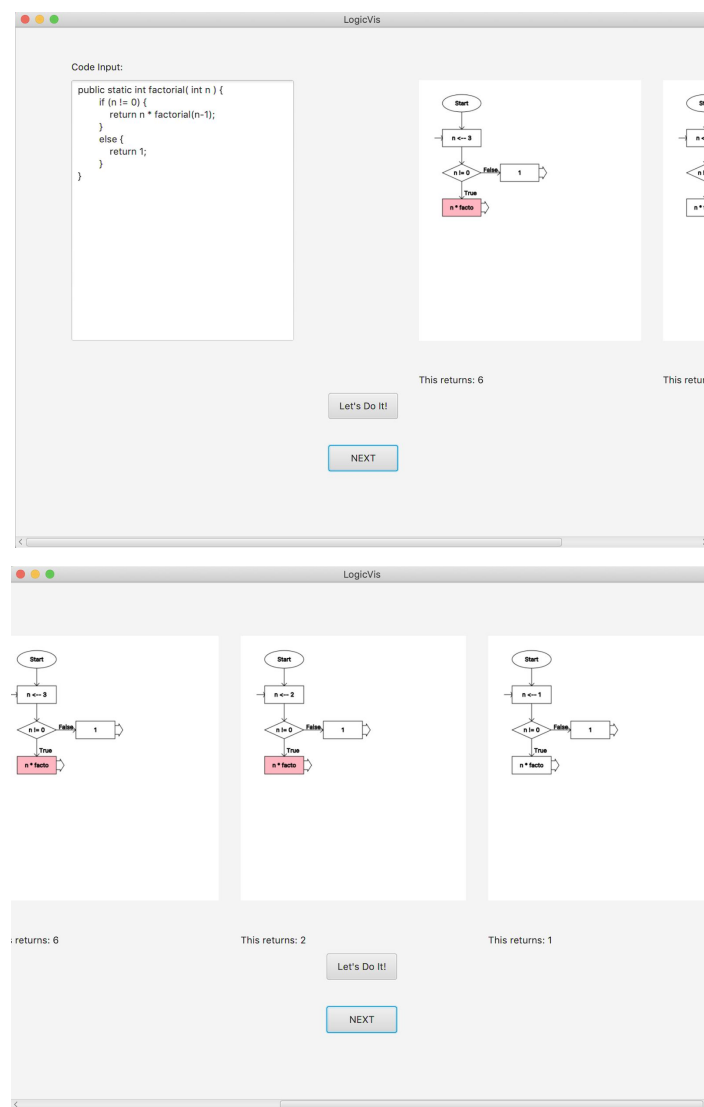 LogicVis
Code Input:
public static int factorial( int n ) {
if (n != 0) {
return n * factorial(n-1);
}
else {
return 1;
}
}
Start
n <-- 3
n != 0
False
1
True
n * facto
This returns: 6
This retur
Let's Do It!
NEXT
LogicVis
Start
n <-- 3
n != 0
False
1
True
n * facto
Start
n <-- 2
n != 0
False
1
True
n * facto
Start
n <-- 1
n != 0
False
1
True
n * facto
returns: 6
This returns: 2
This returns: 1
Let's Do It!
NEXT